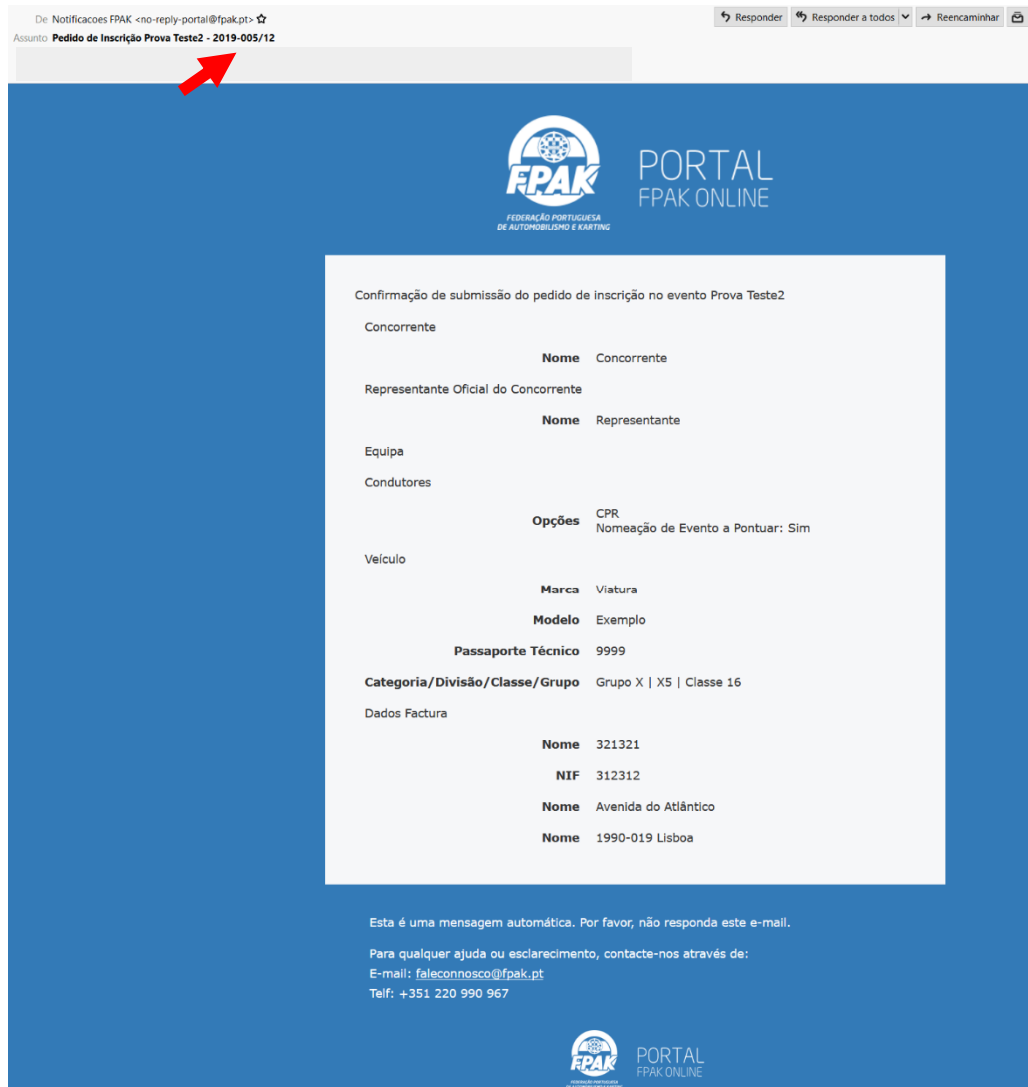 De Notificacoes FPAK <no-reply-portal@fpak.pt>
Responder Responder a todos Reencaminhar
Assunto Pedido de Inscrição Prova Teste2 - 2019-005/12
FPAK
FEDERAÇÃO PORTUGUESA
DE AUTOMOBILISMO E KARTING
PORTAL
FPAK ONLINE
Confirmação de submissão do pedido de inscrição no evento Prova Teste2
Concorrente
Nome Concorrente
Representante Oficial do Concorrente
Nome Representante
Equipa
Condutores
Opções CPR
Nomeação de Evento a Pontuar: Sim
Veículo
Marca Viatura
Modelo Exemplo
Passaporte Técnico 9999
Categoria/Divisão/Classe/Grupo Grupo X | X5 | Classe 16
Dados Factura
Nome 321321
NIF 312312
Nome Avenida do Atlântico
Nome 1990-019 Lisboa
Esta é uma mensagem automática. Por favor, não responda este e-mail.
Para qualquer ajuda ou esclarecimento, contacte-nos através de:
E-mail: faleconnosco@fpak.pt
Telf: +351 220 990 967
FPAK
FEDERAÇÃO PORTUGUESA
DE AUTOMOBILISMO E KARTING
PORTAL
FPAK ONLINE